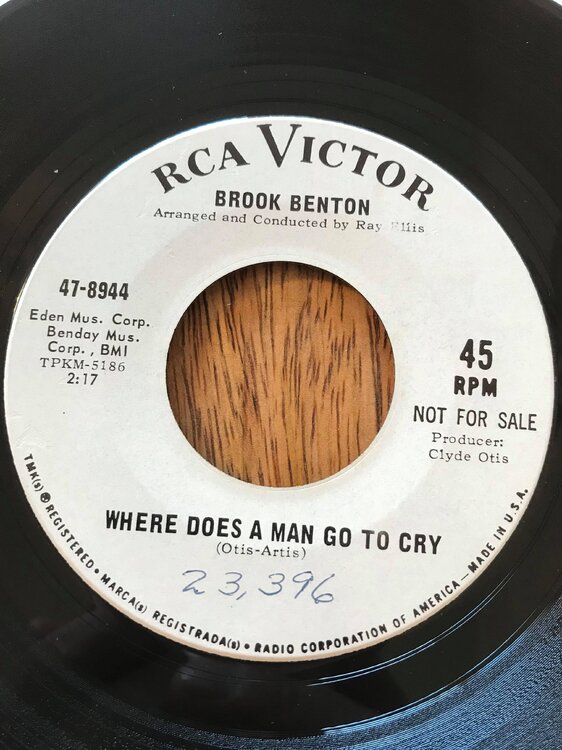 RCA VICTOR
BROOK BENTON
Arranged and Conducted by Ray Ellis
47-8944
Eden Mus. Corp.
Benday Mus.
Corp., BMI
TPKM-5186
2:17
45
RPM
NOT FOR SALE
Producer:
Clyde Otis
WHERE DOES A MAN GO TO CRY
(Otis-Artis)
23,396
TMK(s) ® REGISTERED • MARCA(s) REGISTRADA(s) • RADIO CORPORATION OF AMERICA—MADE IN U.S.A.